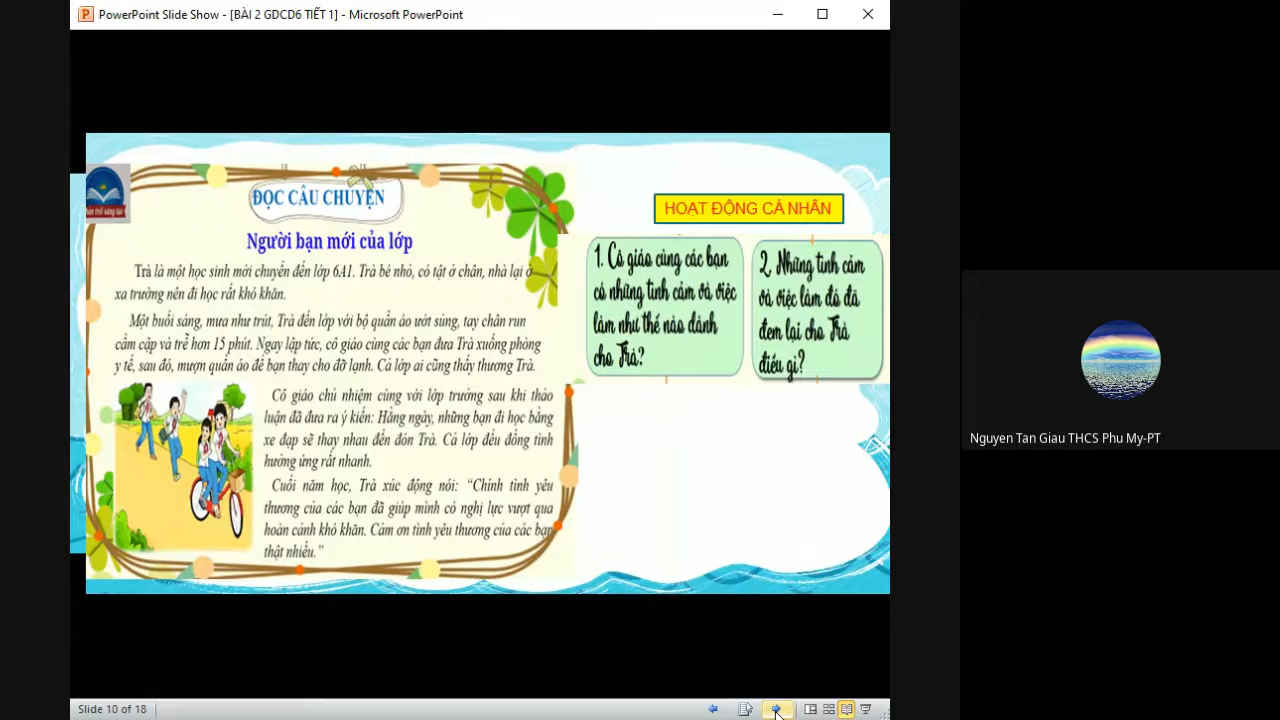 PowerPoint Slide Show - [BÀI 2 GDCD6 TIẾT 1] - Microsoft PowerPoint
ĐỌC CÂU CHUYỆN
Người bạn mới của lớp
Trà là một học sinh mới chuyển đến lớp 6A1. Trà bé nhỏ, có tật ở chân, nhà lại ở
xa trường nên đi học rất khó khăn.
Một buổi sáng, mưa như trút, Trà đến lớp với bộ quần áo ướt sũng, tay chân run
cầm cập và trễ hơn 15 phút. Ngay lập tức, cô giáo cùng các bạn đưa Trà xuống phòng
y tế, sau đó, mượn quần áo để bạn thay cho đỡ lạnh. Cả lớp ai cũng thấy thương Trà.
Cô giáo chủ nhiệm cùng với lớp trưởng sau khi thảo
luận đã đưa ra ý kiến: Hằng ngày, những bạn đi học bằng
xe đạp sẽ thay nhau đến đón Trà. Cả lớp đều đồng tình
hưởng ứng rất nhanh.
Cuối năm học, Trà xúc động nói: “Chính tình yêu
thương của các bạn đã giúp mình có nghị lực vượt qua
hoàn cảnh khó khăn. Cảm ơn tình yêu thương của các bạn
thật nhiều.”
HOẠT ĐỘNG CÁ NHÂN
1. Cô giáo cùng các bạn
có những tình cảm và việc
làm như thế nào dành
cho Trà?
2. Những tình cảm
và việc làm đó đã
đem lại cho Trà
điều gì?
Nguyen Tan Giau THCS Phu My-PT
Slide 10 of 18